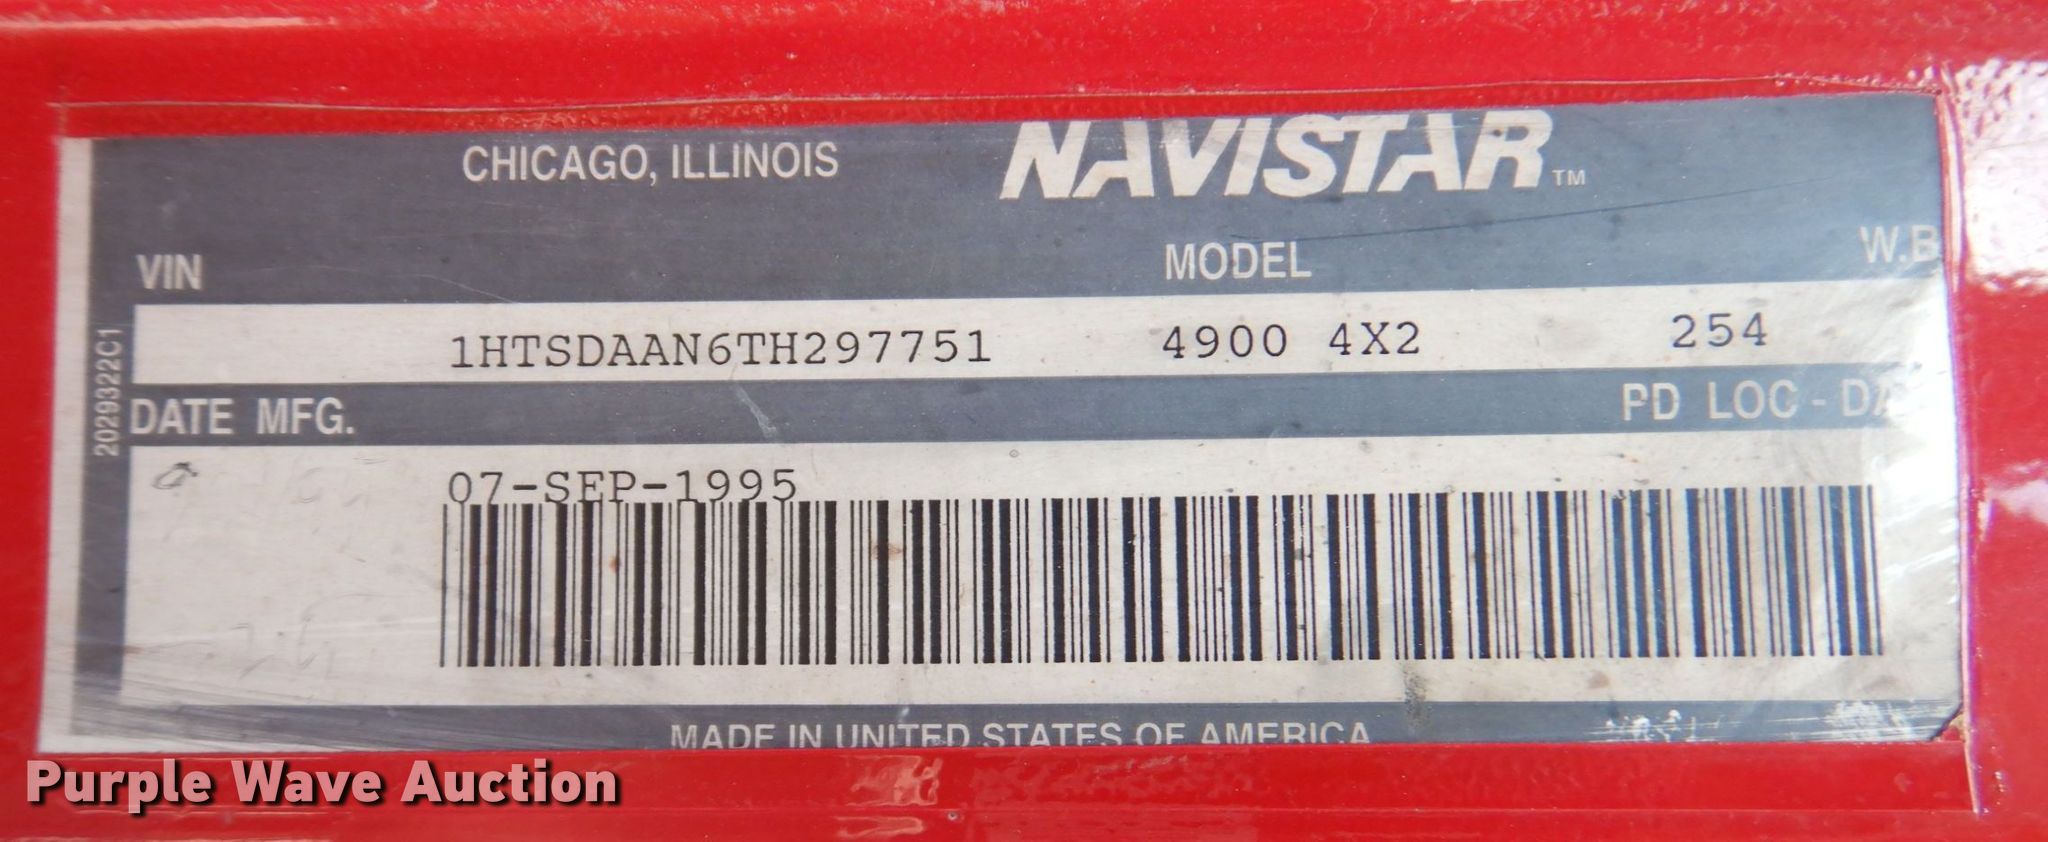 CHICAGO, ILLINOIS NAVISTAR™
VIN MODEL W.B
1HTSDAAN6TH297751 4900 4X2 254
DATE MFG. PD LOC - DA
2029322C1
07-SEP-1995
MADE IN UNITED STATES OF AMERICA
Purple Wave Auction